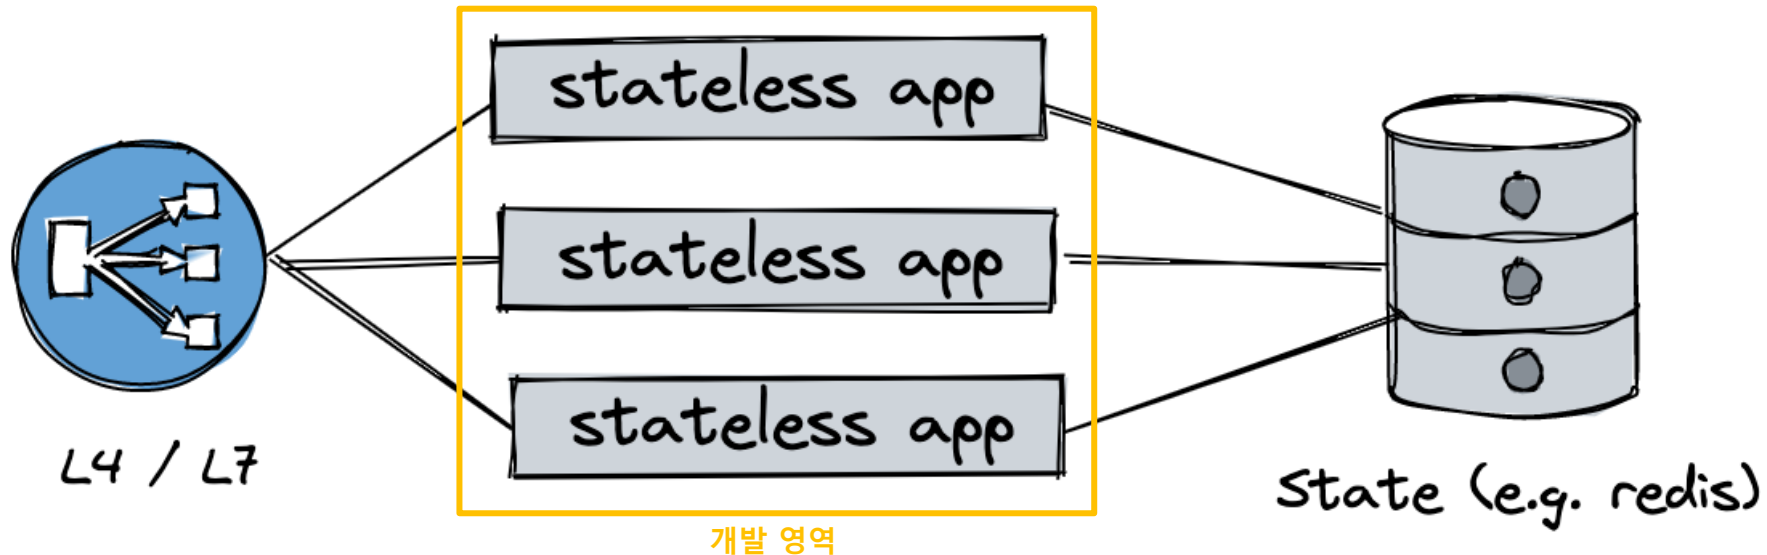 stateless app
stateless app
stateless app
L4 / L7
State (e.g. redis)
개발 영역